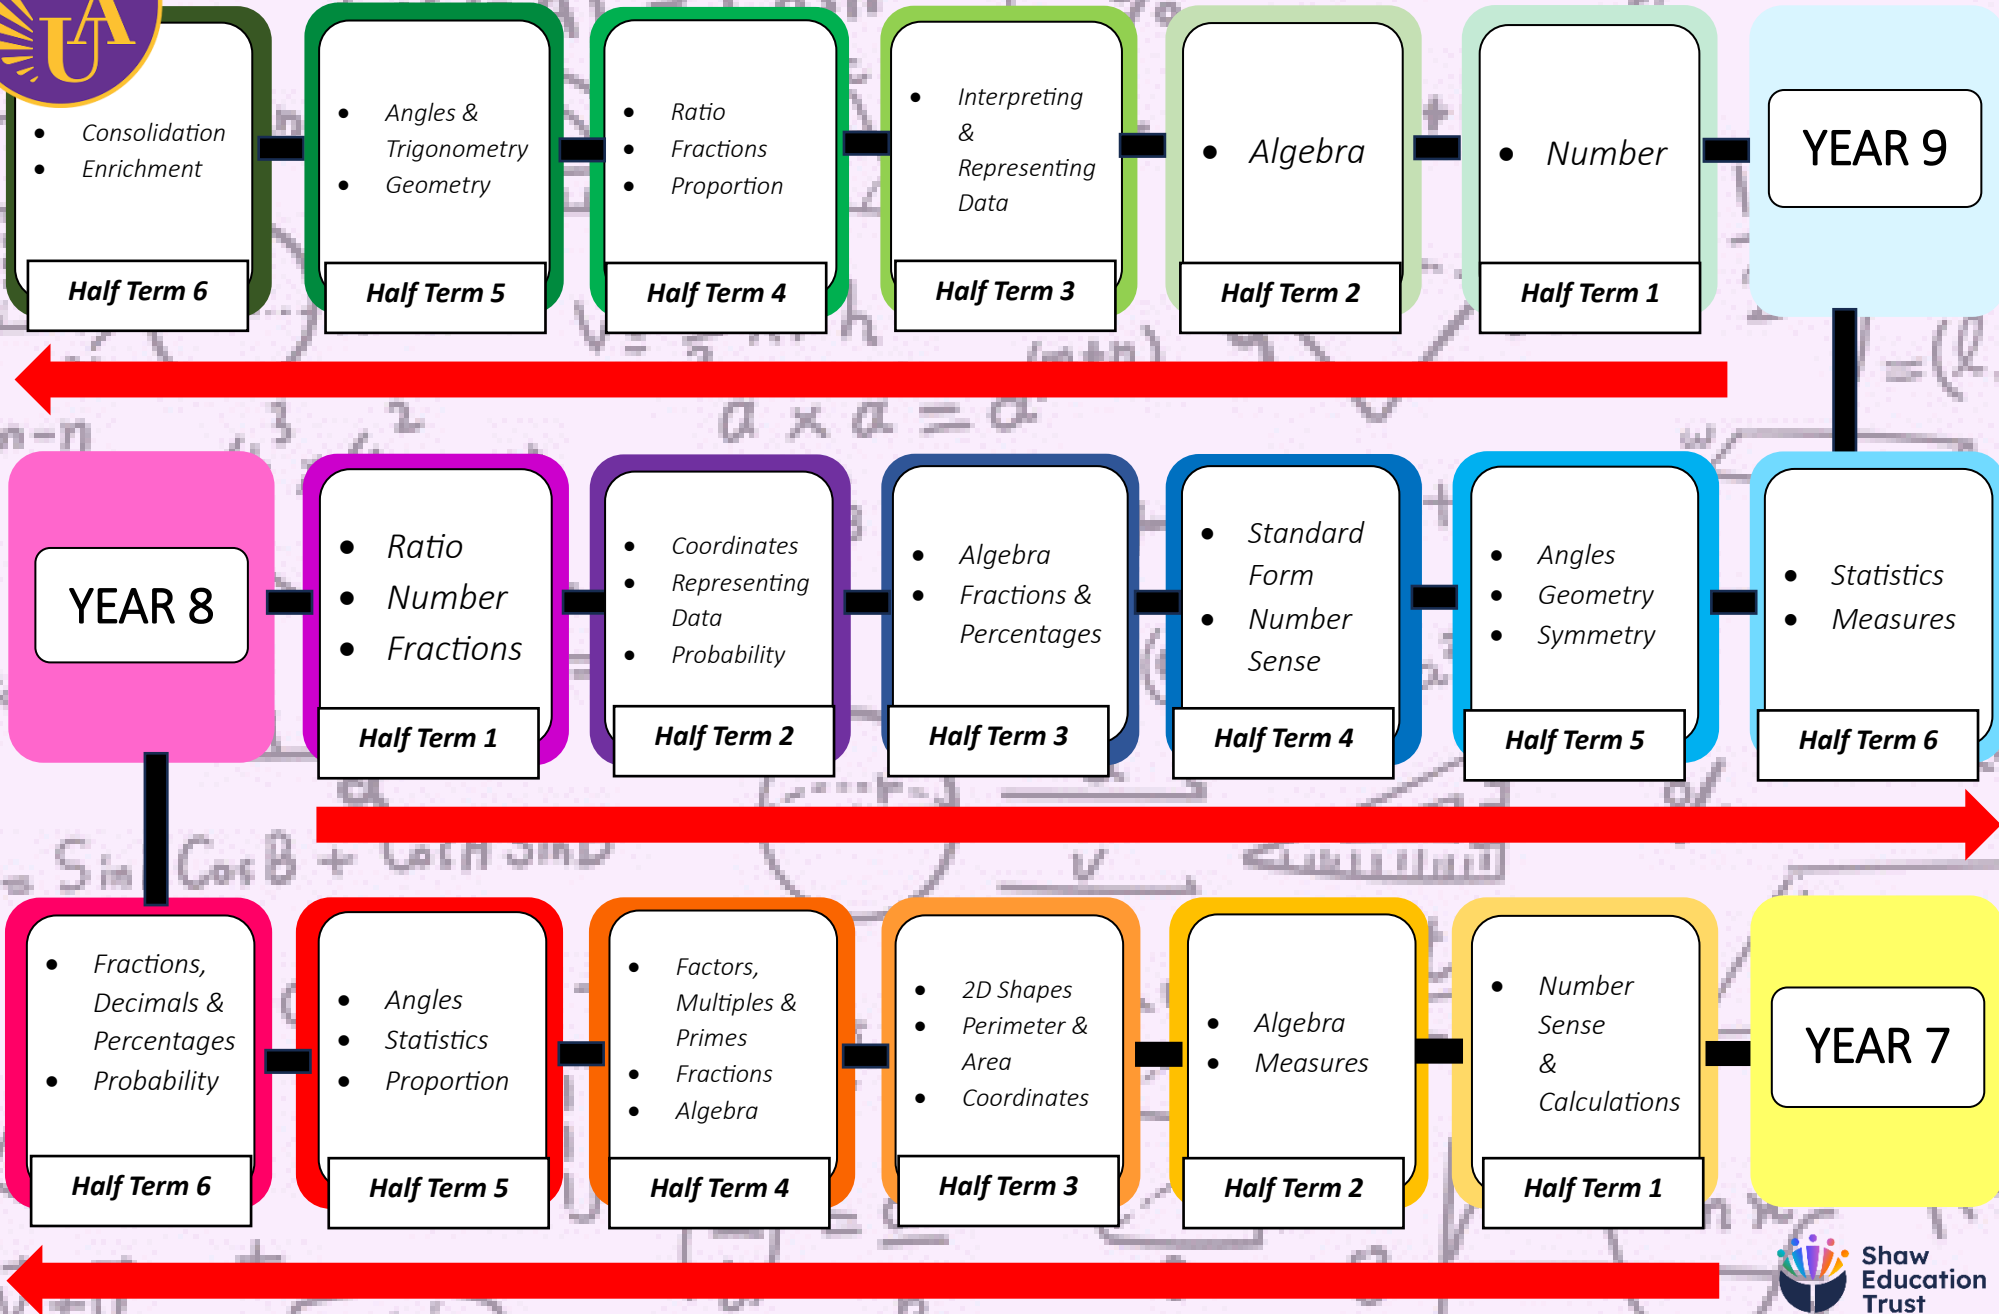 UA
Consolidation
Enrichment
Half Term 6
Angles &
Trigonometry
Geometry
Half Term 5
Ratio
Fractions
Proportion
Half Term 4
Interpreting
&
Representing
Data
Half Term 3
Algebra
Half Term 2
Number
Half Term 1
YEAR 9
a x a = a
YEAR 8
Ratio
Number
Fractions
Half Term 1
Coordinates
Representing
Data
Probability
Half Term 2
Algebra
Fractions &
Percentages
Half Term 3
Standard
Form
Number
Sense
Half Term 4
Angles
Geometry
Symmetry
Half Term 5
Statistics
Measures
Half Term 6
= Sin CosB +
Fractions,
Decimals &
Percentages
Probability
Half Term 6
Angles
Statistics
Proportion
Half Term 5
Factors,
Multiples &
Primes
Fractions
Algebra
Half Term 4
2D Shapes
Perimeter &
Area
Coordinates
Half Term 3
Algebra
Measures
Half Term 2
Number
Sense
&
Calculations
Half Term 1
YEAR 7
Shaw
Education
Trust